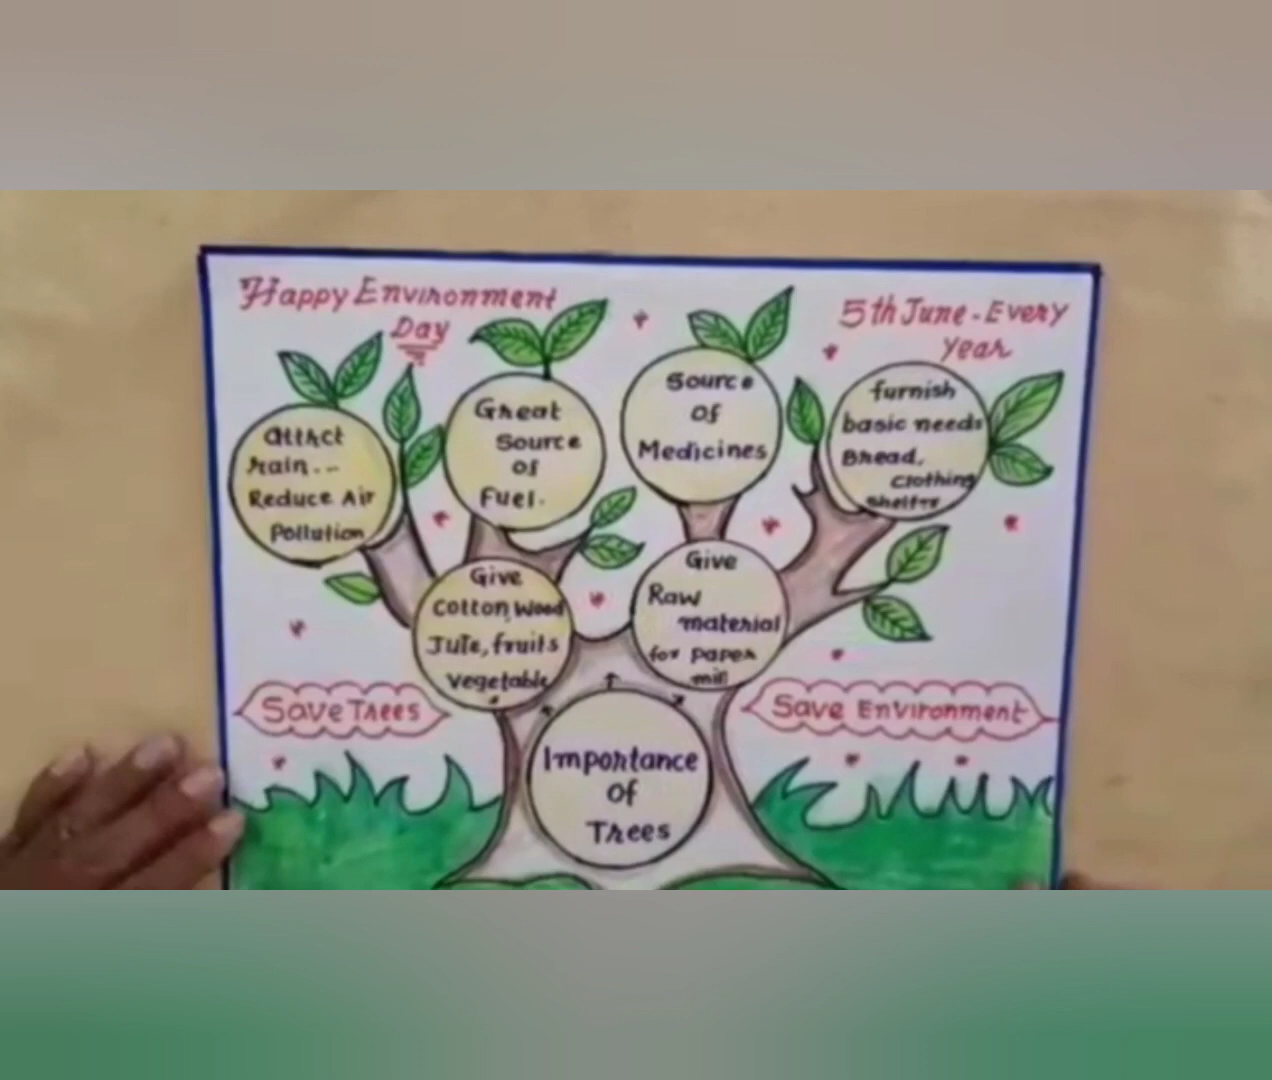 Happy Environment
Day
5th June - Every
Year
attrct
rain...
Reduce Air
Pollution
Great
Source
of
Fuel.
Source
of
Medicines
furnish
basic needs
Bread,
Clothing
Shelter
Give
Cotton, Wood
Jute, fruits
Vegetable
Give
Raw
material
for paper
mill
Save Trees
Save Environment
Importance
of
Trees